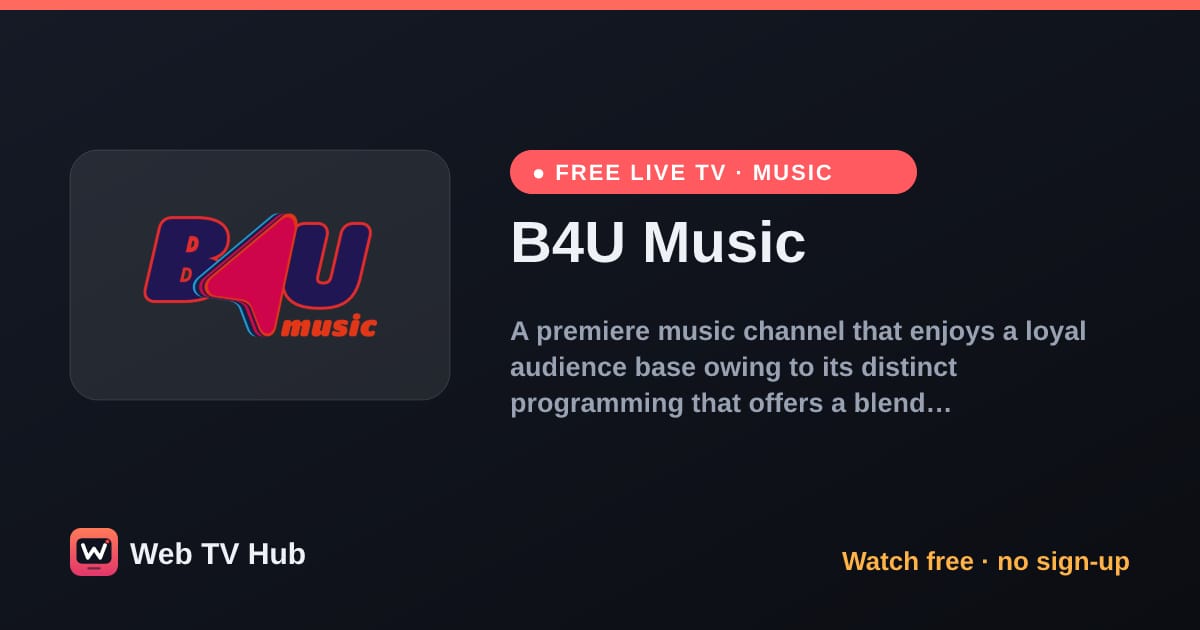 B4U
music
• FREE LIVE TV · MUSIC
B4U Music
A premiere music channel that enjoys a loyal
audience base owing to its distinct
programming that offers a blend…
W
Web TV Hub
Watch free · no sign-up